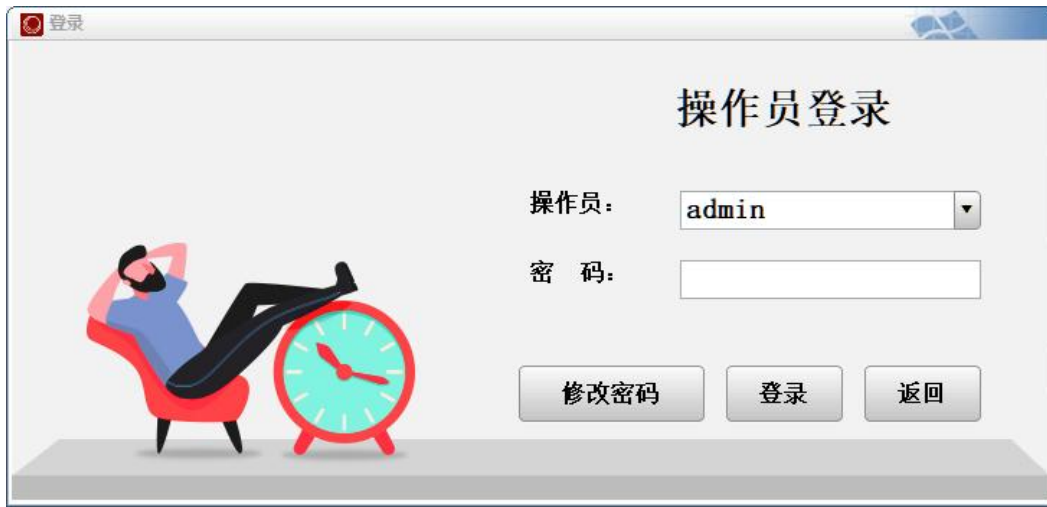 登录
操作员登录
操作员： admin
密 码：
修改密码 登录 返回